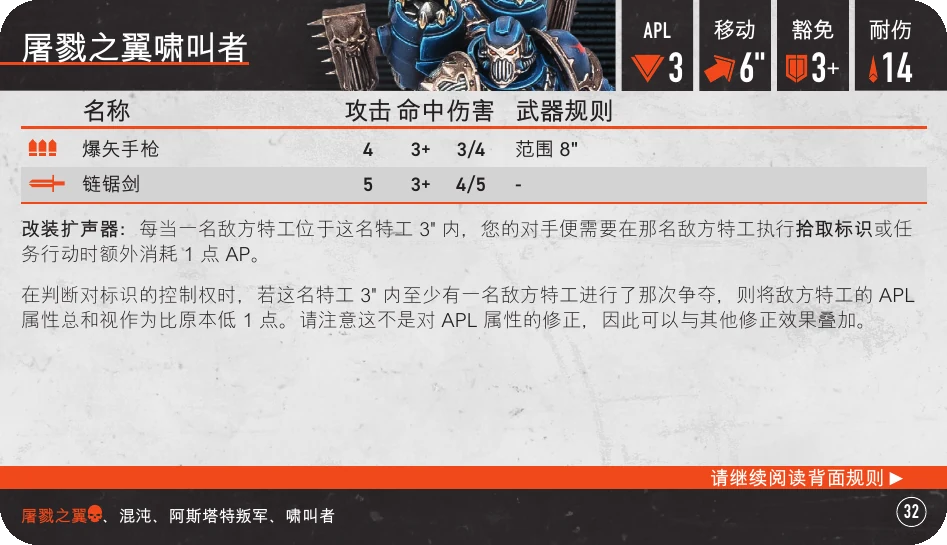 屠戮之翼啸叫者
APL 移动 豁免 耐伤
3 6" 3+ 14
名称 攻击 命中 伤害 武器规则
爆矢手枪 4 3+ 3/4 范围 8"
链锯剑 5 3+ 4/5 -
改装扩声器：每当一名敌方特工位于这名特工 3" 内，您的对手便需要在那名敌方特工执行拾取标识或任
务行动时额外消耗 1 点 AP。
在判断对标识的控制权时，若这名特工 3" 内至少有一名敌方特工进行了那次争夺，则将敌方特工的 APL
属性总和视作为比原本低 1 点。请注意这不是对 APL 属性的修正，因此可以与其他修正效果叠加。
请继续阅读背面规则
屠戮之翼、混沌、阿斯塔特叛军、啸叫者
32